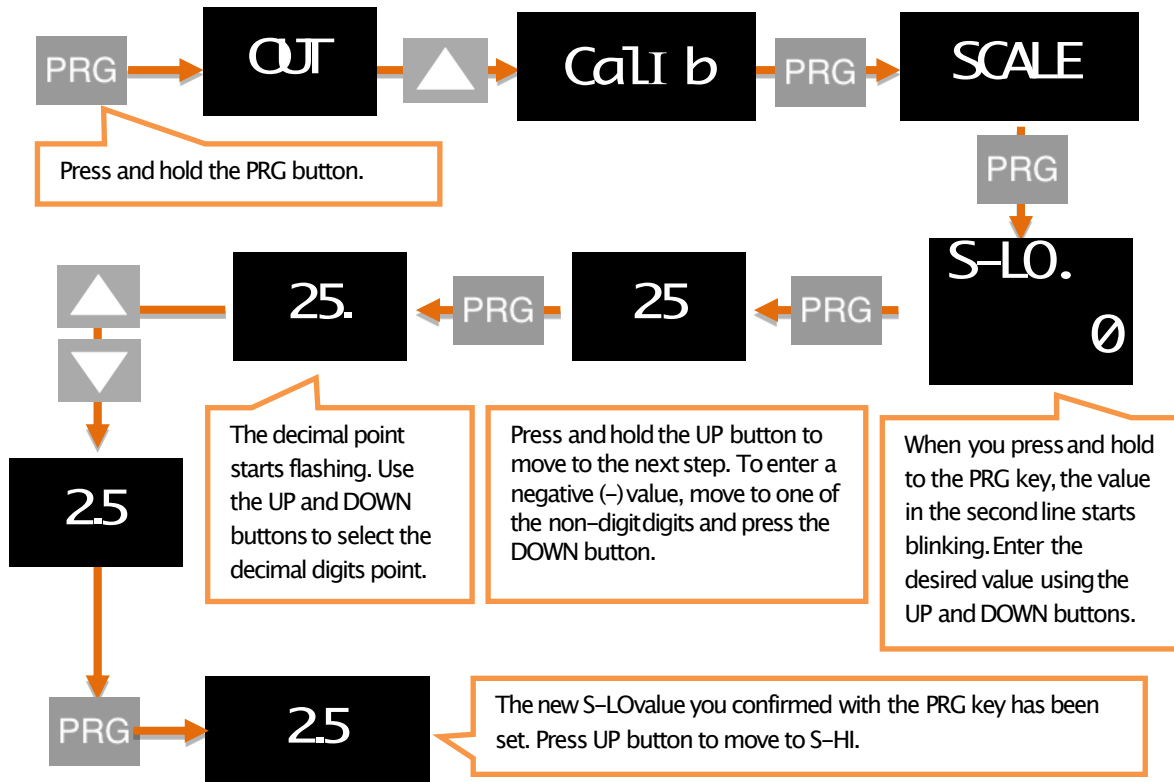 PRG
OUT
CaLI b
PRG
SCALE
Press and hold the PRG button.
PRG
S-LO.
0
PRG
25
PRG
25.
When you press and hold
to the PRG key, the value
in the second line starts
blinking. Enter the
desired value using the
UP and DOWN buttons.
Press and hold the UP button to
move to the next step. To enter a
negative (-) value, move to one of
the non-digit digits and press the
DOWN button.
The decimal point
starts flashing. Use
the UP and DOWN
buttons to select the
decimal digits point.
2.5
PRG
2.5
The new S-LO value you confirmed with the PRG key has been
set. Press UP button to move to S-HI.